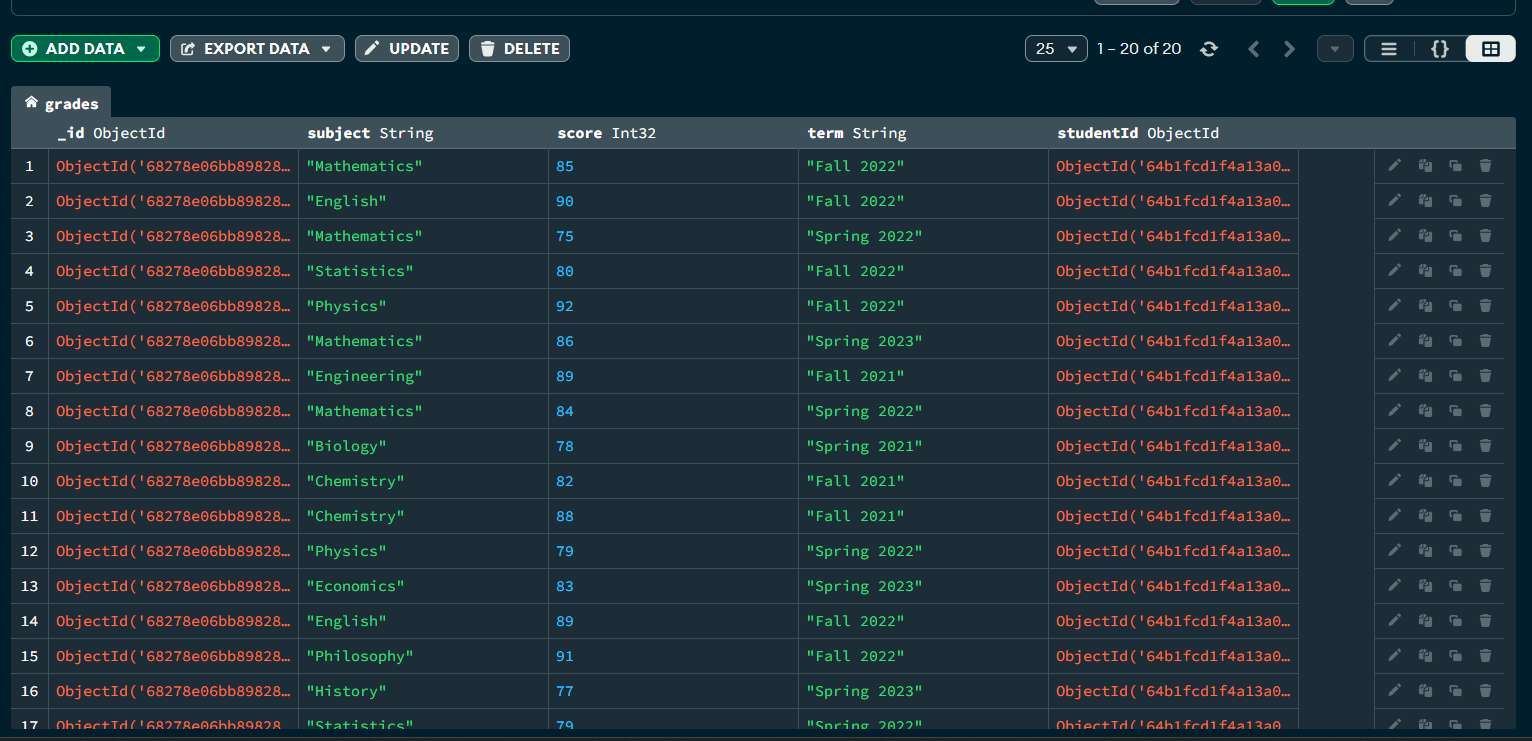 ADD DATA EXPORT DATA UPDATE DELETE 25 1 – 20 of 20 {}
grades
_id ObjectId subject String score Int32 term String studentId ObjectId
1 ObjectId('68278e06bb89828… "Mathematics" 85 "Fall 2022" ObjectId('64b1fcd1f4a13a0…
2 ObjectId('68278e06bb89828… "English" 90 "Fall 2022" ObjectId('64b1fcd1f4a13a0…
3 ObjectId('68278e06bb89828… "Mathematics" 75 "Spring 2022" ObjectId('64b1fcd1f4a13a0…
4 ObjectId('68278e06bb89828… "Statistics" 80 "Fall 2022" ObjectId('64b1fcd1f4a13a0…
5 ObjectId('68278e06bb89828… "Physics" 92 "Fall 2022" ObjectId('64b1fcd1f4a13a0…
6 ObjectId('68278e06bb89828… "Mathematics" 86 "Spring 2023" ObjectId('64b1fcd1f4a13a0…
7 ObjectId('68278e06bb89828… "Engineering" 89 "Fall 2021" ObjectId('64b1fcd1f4a13a0…
8 ObjectId('68278e06bb89828… "Mathematics" 84 "Spring 2022" ObjectId('64b1fcd1f4a13a0…
9 ObjectId('68278e06bb89828… "Biology" 78 "Spring 2021" ObjectId('64b1fcd1f4a13a0…
10 ObjectId('68278e06bb89828… "Chemistry" 82 "Fall 2021" ObjectId('64b1fcd1f4a13a0…
11 ObjectId('68278e06bb89828… "Chemistry" 88 "Fall 2021" ObjectId('64b1fcd1f4a13a0…
12 ObjectId('68278e06bb89828… "Physics" 79 "Spring 2022" ObjectId('64b1fcd1f4a13a0…
13 ObjectId('68278e06bb89828… "Economics" 83 "Spring 2023" ObjectId('64b1fcd1f4a13a0…
14 ObjectId('68278e06bb89828… "English" 89 "Fall 2022" ObjectId('64b1fcd1f4a13a0…
15 ObjectId('68278e06bb89828… "Philosophy" 91 "Fall 2022" ObjectId('64b1fcd1f4a13a0…
16 ObjectId('68278e06bb89828… "History" 77 "Spring 2023" ObjectId('64b1fcd1f4a13a0…
17 ObjectId('68278e06bb89828… "Statistics" 79 "Spring 2022" ObjectId('64b1fcd1f4a13a0…